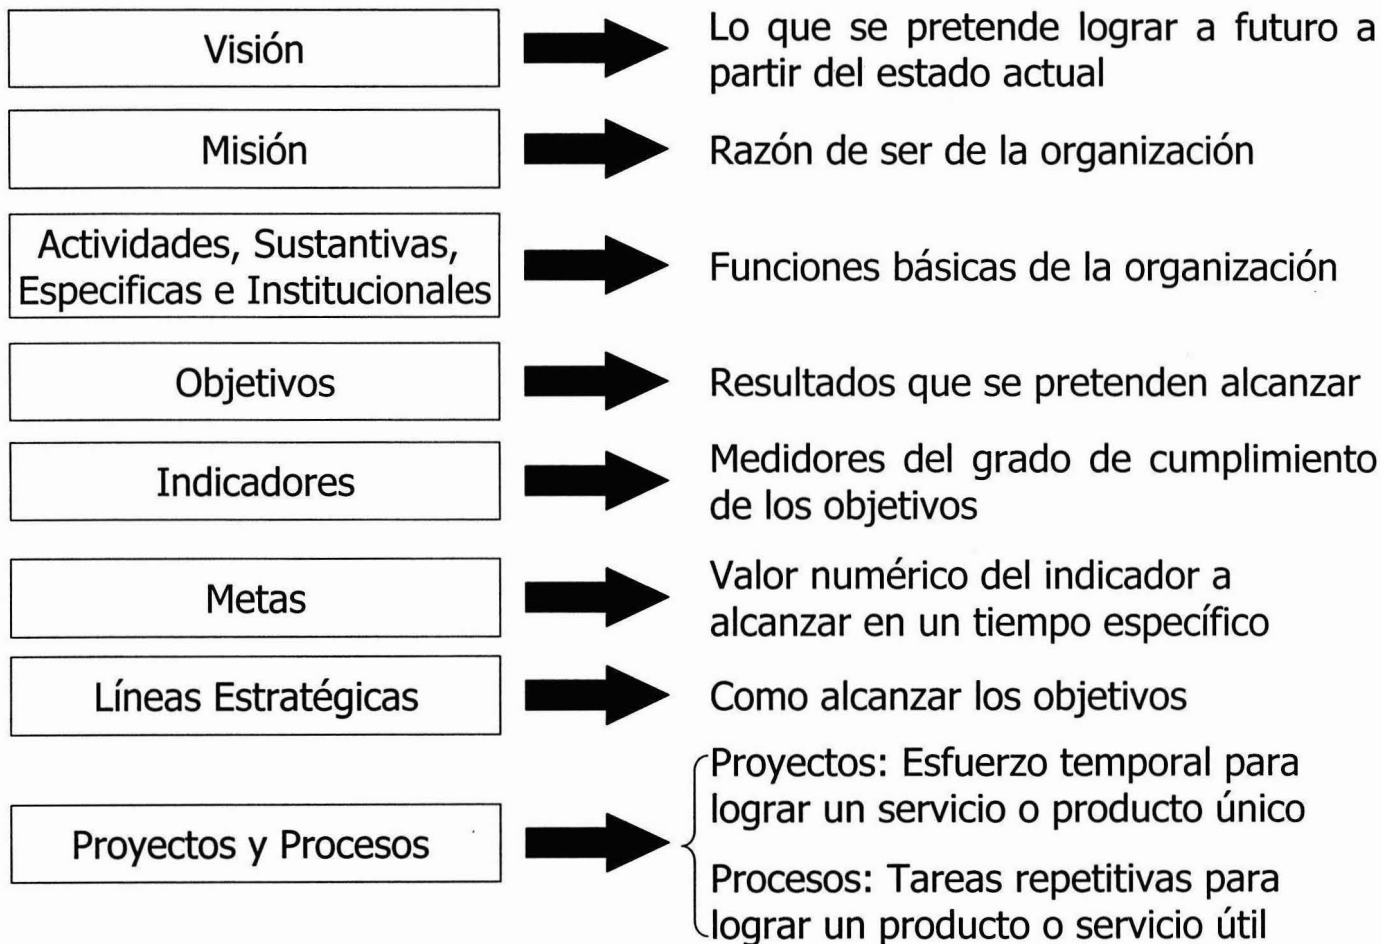 Visión
Lo que se pretende lograr a futuro a
partir del estado actual
Misión
Razón de ser de la organización
Actividades, Sustantivas,
Especificas e Institucionales
Funciones básicas de la organización
Objetivos
Resultados que se pretenden alcanzar
Indicadores
Medidores del grado de cumplimiento
de los objetivos
Metas
Valor numérico del indicador a
alcanzar en un tiempo específico
Líneas Estratégicas
Como alcanzar los objetivos
Proyectos y Procesos
Proyectos: Esfuerzo temporal para
lograr un servicio o producto único
Procesos: Tareas repetitivas para
lograr un producto o servicio útil